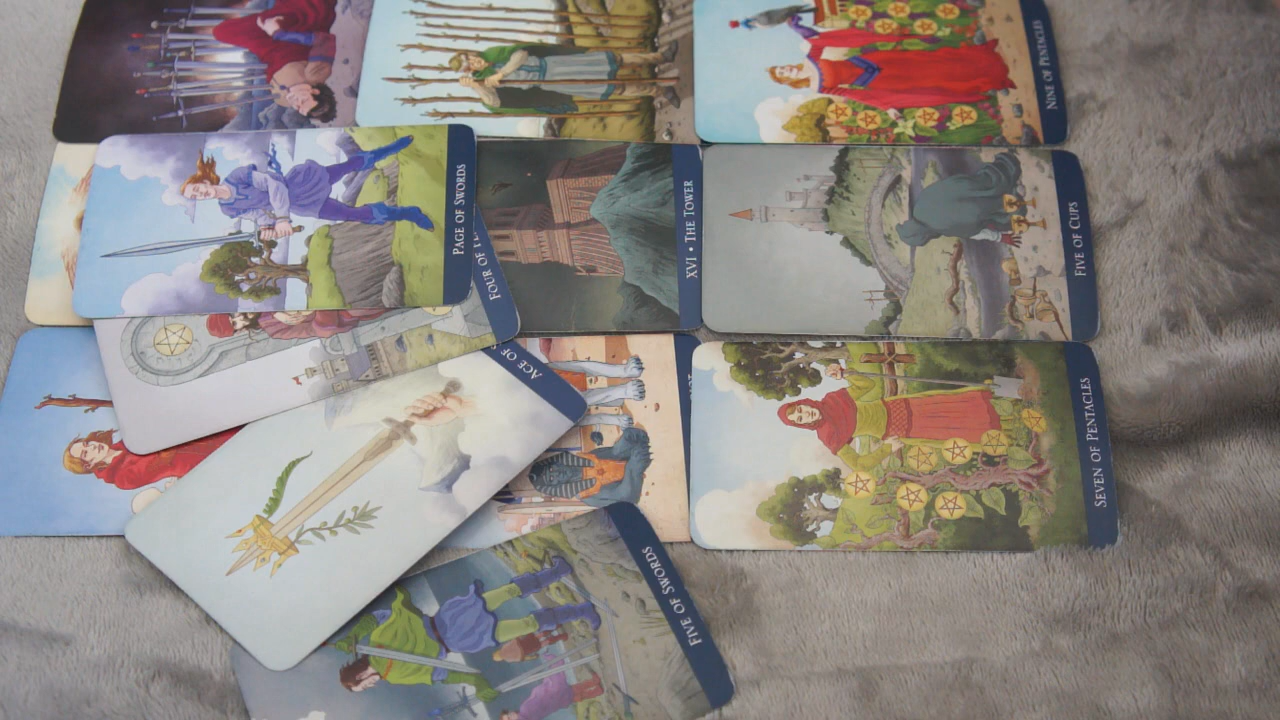 NINE OF PENTACLES
PAGE OF SWORDS
FOUR OF
XVI • THE TOWER
FIVE OF CUPS
ACE OF
SEVEN OF PENTACLES
FIVE OF SWORDS